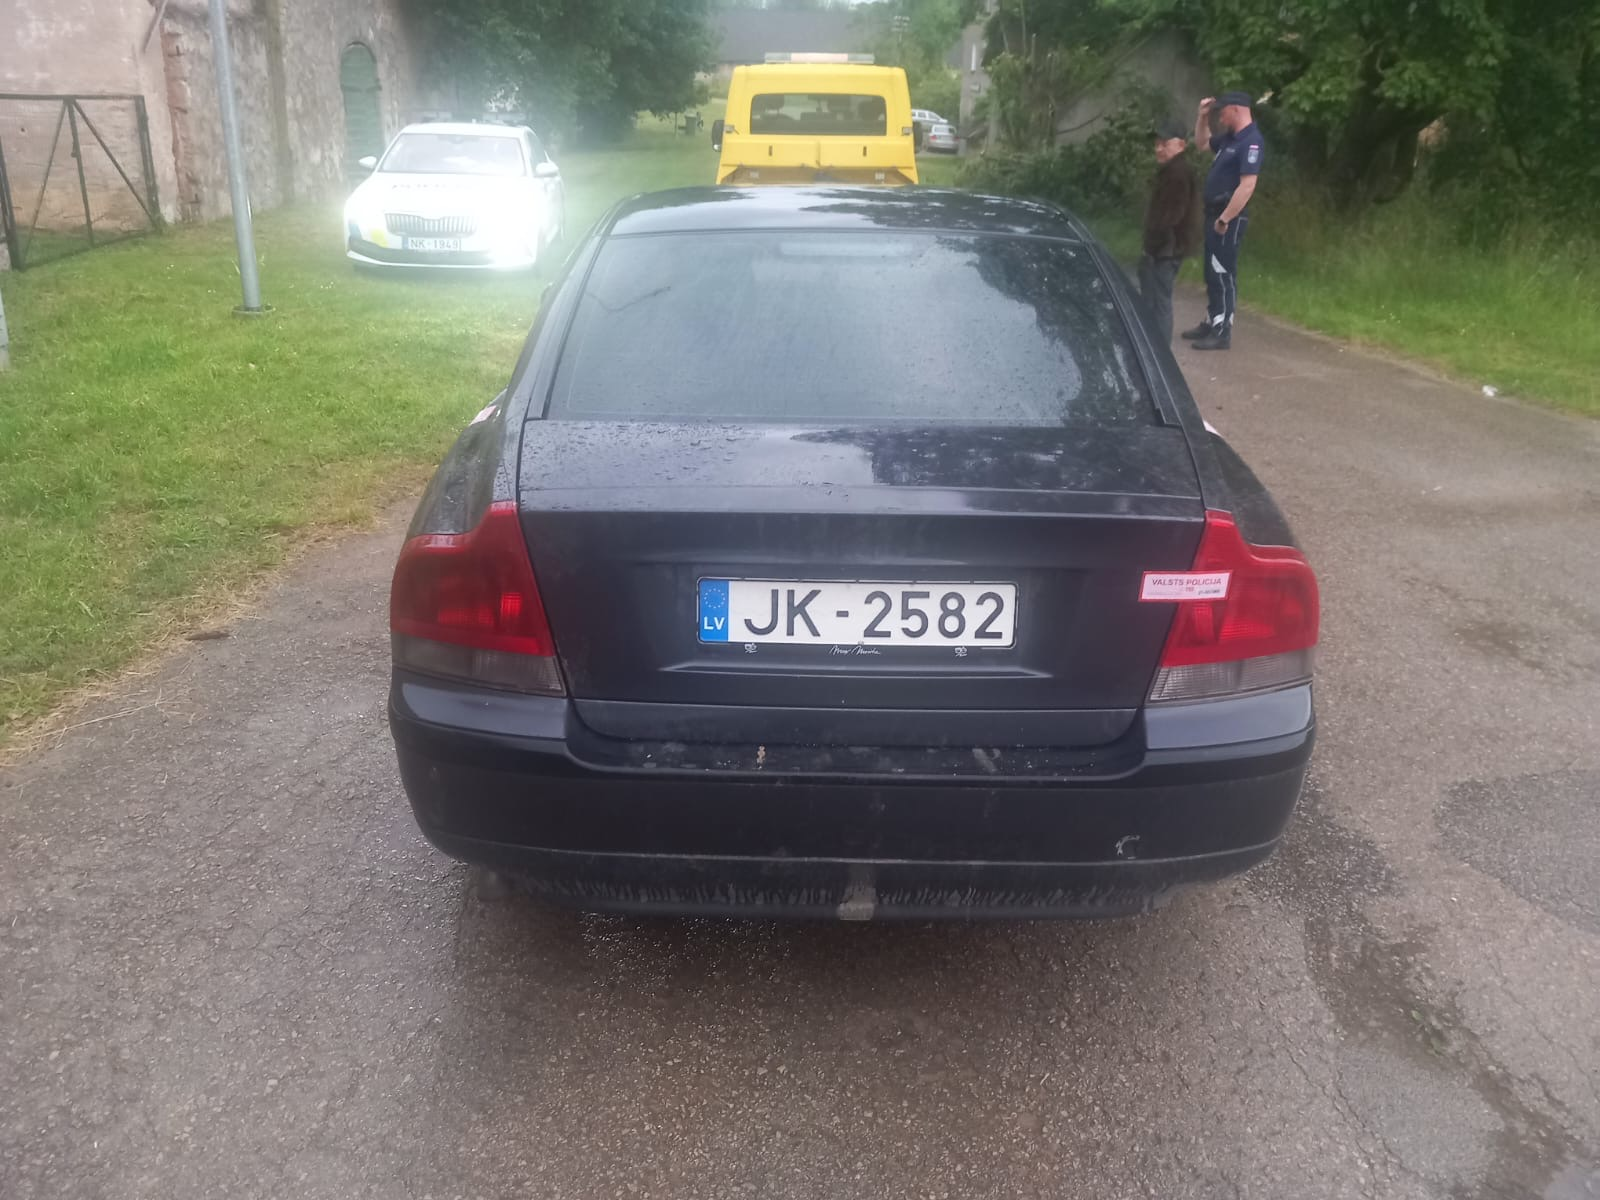 NK-1949
VALSTS POLICIJA
LV JK-2582